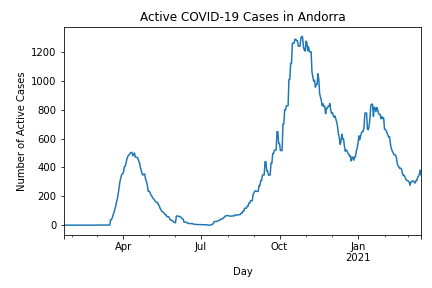 Active COVID-19 Cases in Andorra
Number of Active Cases
1200
1000
800
600
400
200
0
Apr
Jul
Oct
Jan
2021
Day